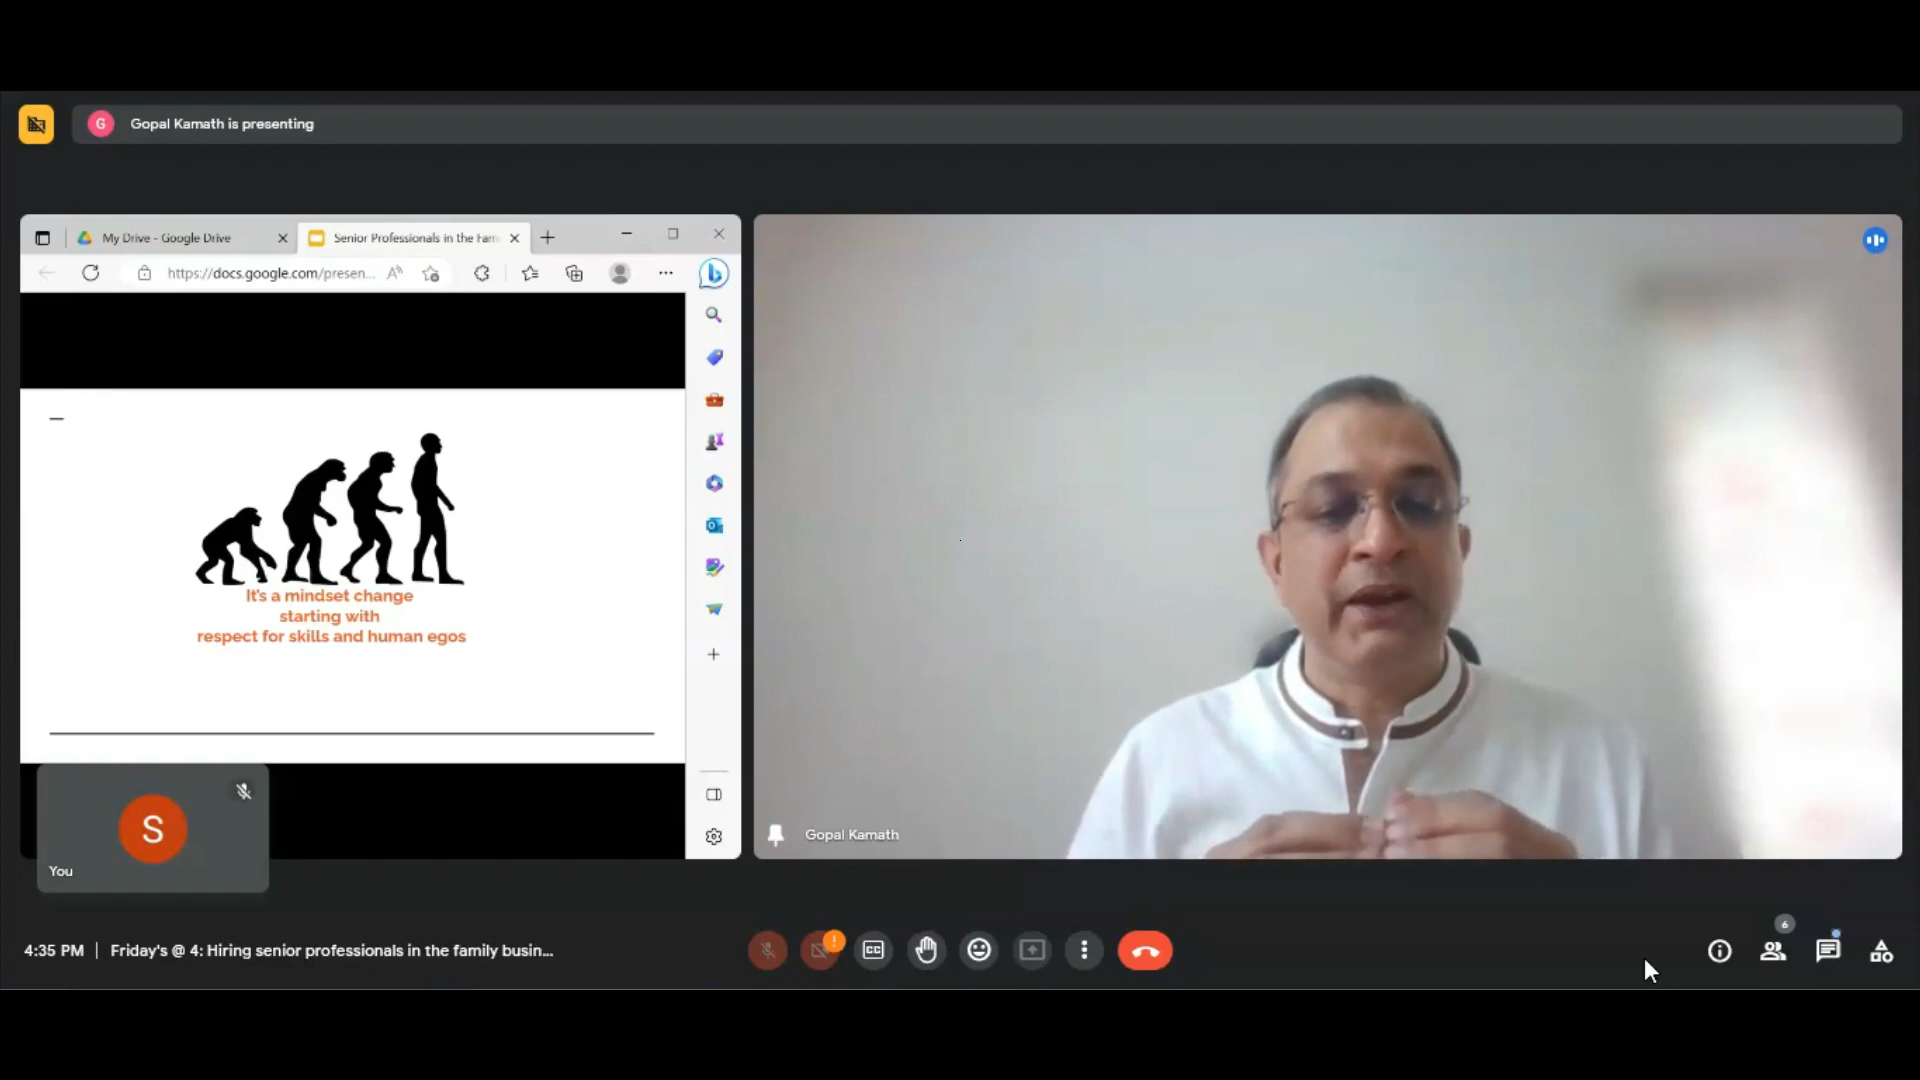 G Gopal Kamath is presenting
My Drive - Google Drive
Senior Professionals in the Fam
https://docs.google.com/presen...
It's a mindset change
starting with
respect for skills and human egos
S
You
Gopal Kamath
4:35 PM | Friday's @ 4: Hiring senior professionals in the family busin...
CC
6